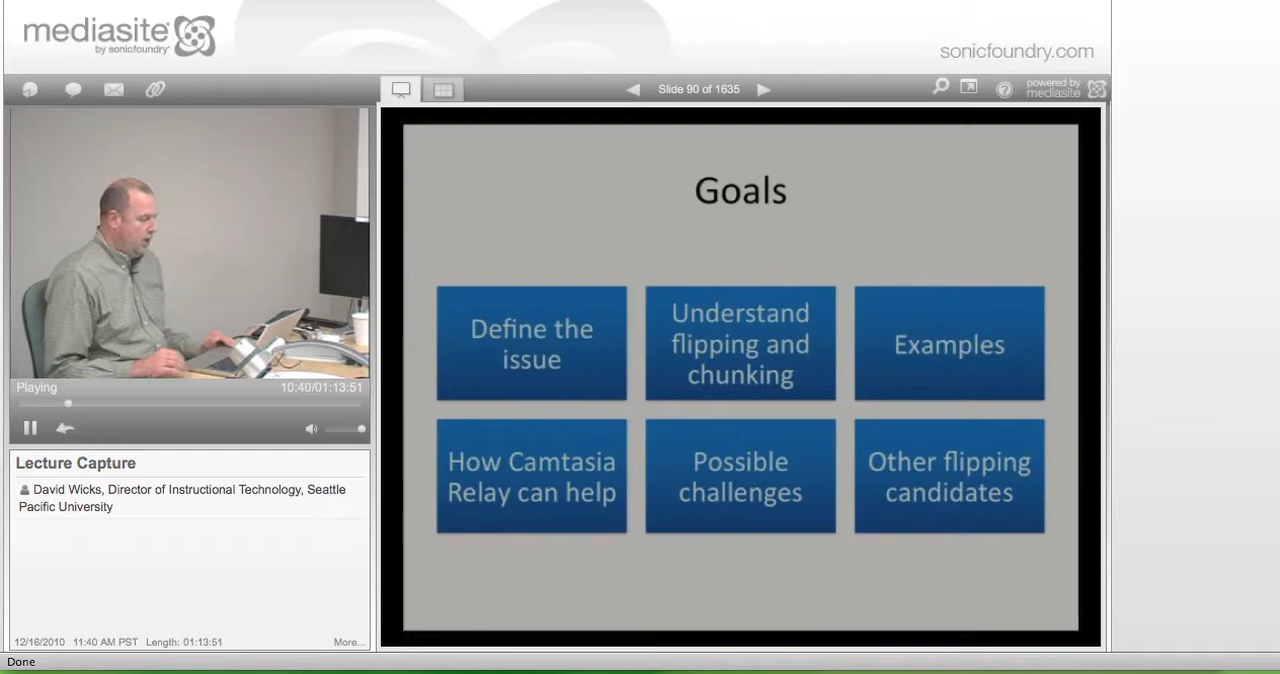 mediasite
by sonicfoundry
sonicfoundry.com
Slide 90 of 1635
powered by
mediasite
Goals
Define the
issue
Understand
flipping and
chunking
Examples
How Camtasia
Relay can help
Possible
challenges
Other flipping
candidates
Playing
10:40/01:13:51
Lecture Capture
David Wicks, Director of Instructional Technology, Seattle
Pacific University
12/16/2010 11:40 AM PST Length: 01:13:51 More...
Done